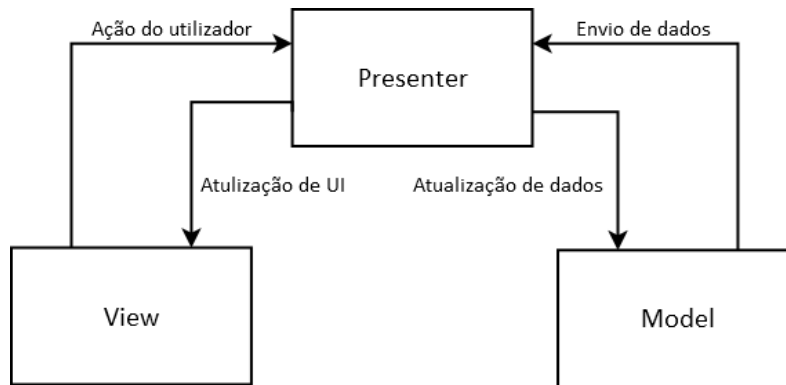 Ação do utilizador
Envio de dados
Presenter
Atulização de UI
Atualização de dados
View
Model